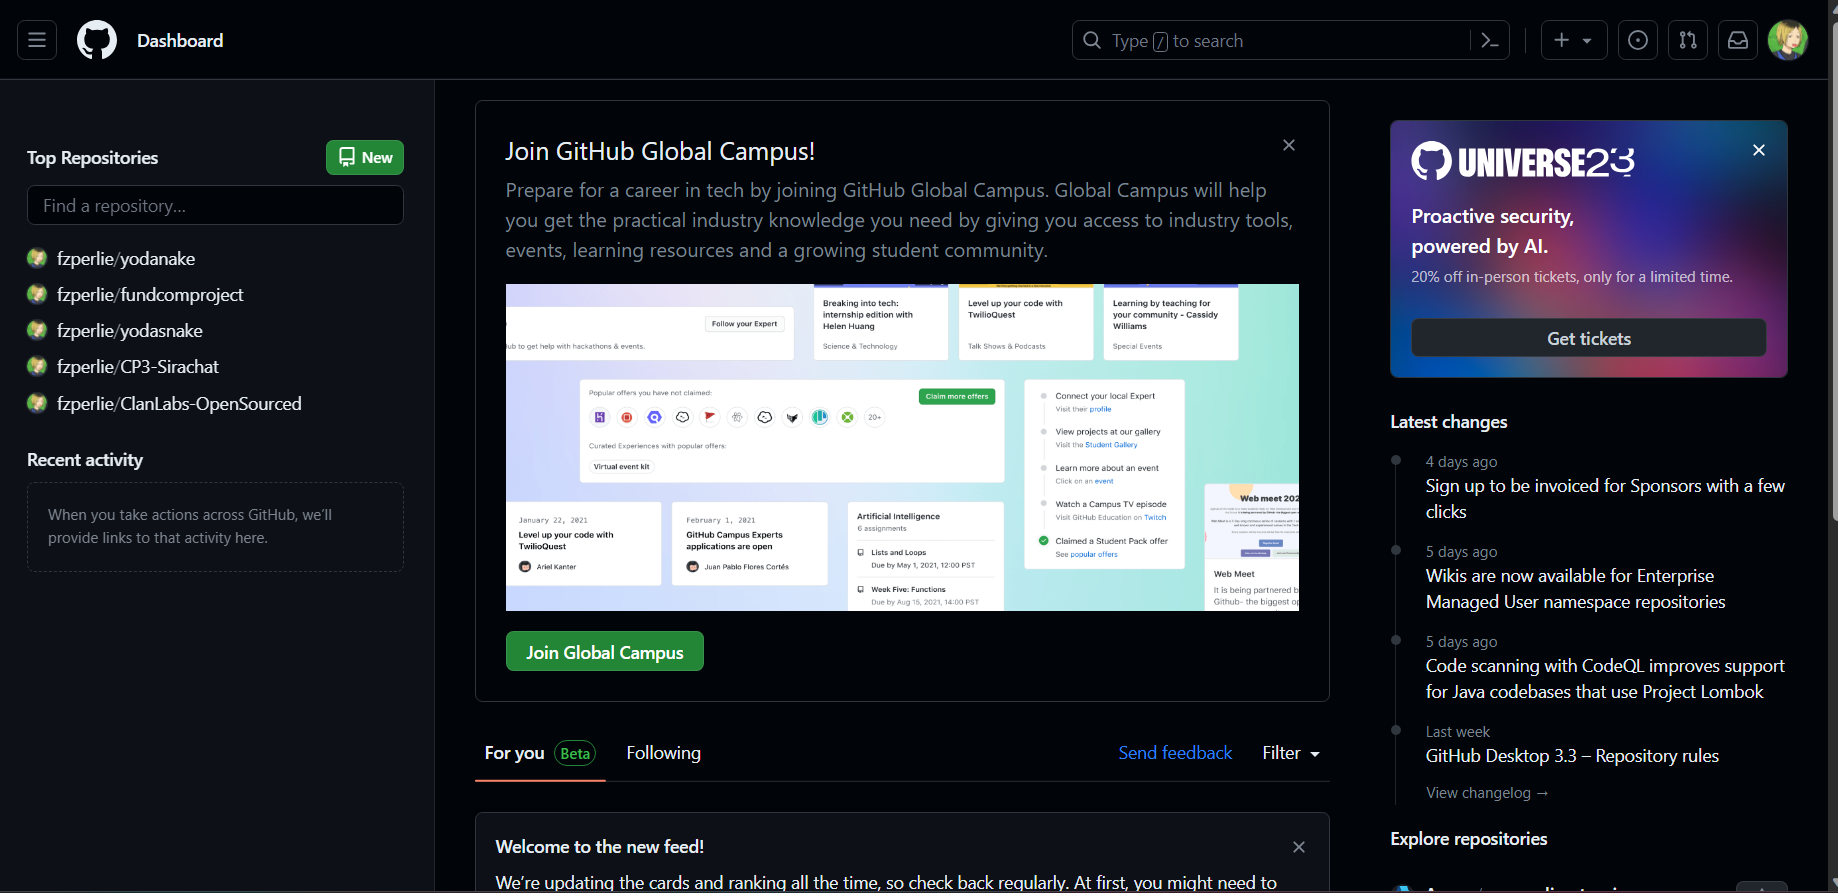 Dashboard
Type / to search
Top Repositories
New
Find a repository...
fzperlie/yodanake
fzperlie/fundcomproject
fzperlie/yodasnake
fzperlie/CP3-Sirachat
fzperlie/ClanLabs-OpenSourced
Recent activity
When you take actions across GitHub, we'll
provide links to that activity here.
Join GitHub Global Campus!
Prepare for a career in tech by joining GitHub Global Campus. Global Campus will help
you get the practical industry knowledge you need by giving you access to industry tools,
events, learning resources and a growing student community.
Follow your Expert
ub to get help with hackathons & events.
Breaking into tech:
internship edition with
Helen Huang
Science & Technology
Level up your code with
TwilioQuest
Talk Shows & Podcasts
Learning by teaching for
your community - Cassidy
Williams
Special Events
Popular offers you have not claimed:
Claim more offers
20+
Curated Experiences with popular offers:
Virtual event kit
Connect your local Expert
Visit their profile
View projects at our gallery
Visit the Student Gallery
Learn more about an event
Click on an event
Watch a Campus TV episode
Visit GitHub Education on Twitch
Claimed a Student Pack offer
See popular offers
January 22, 2021
Level up your code with
TwilioQuest
Ariel Kanter
February 1, 2021
GitHub Campus Experts
applications are open
Juan Pablo Flores Cortés
Artificial Intelligence
6 assignments
Lists and Loops
Due by May 1, 2021, 12:00 PST
Week Five: Functions
Due by Aug 15, 2021, 14:00 PST
Web meet 202
Web Meet
It is being partnered b
Github- the biggest op
Join Global Campus
For you Beta
Following
Send feedback
Filter
Welcome to the new feed!
We're updating the cards and ranking all the time, so check back regularly. At first, you might need to
UNIVERSE23
Proactive security,
powered by AI.
20% off in-person tickets, only for a limited time.
Get tickets
Latest changes
4 days ago
Sign up to be invoiced for Sponsors with a few
clicks
5 days ago
Wikis are now available for Enterprise
Managed User namespace repositories
5 days ago
Code scanning with CodeQL improves support
for Java codebases that use Project Lombok
Last week
GitHub Desktop 3.3 – Repository rules
View changelog →
Explore repositories